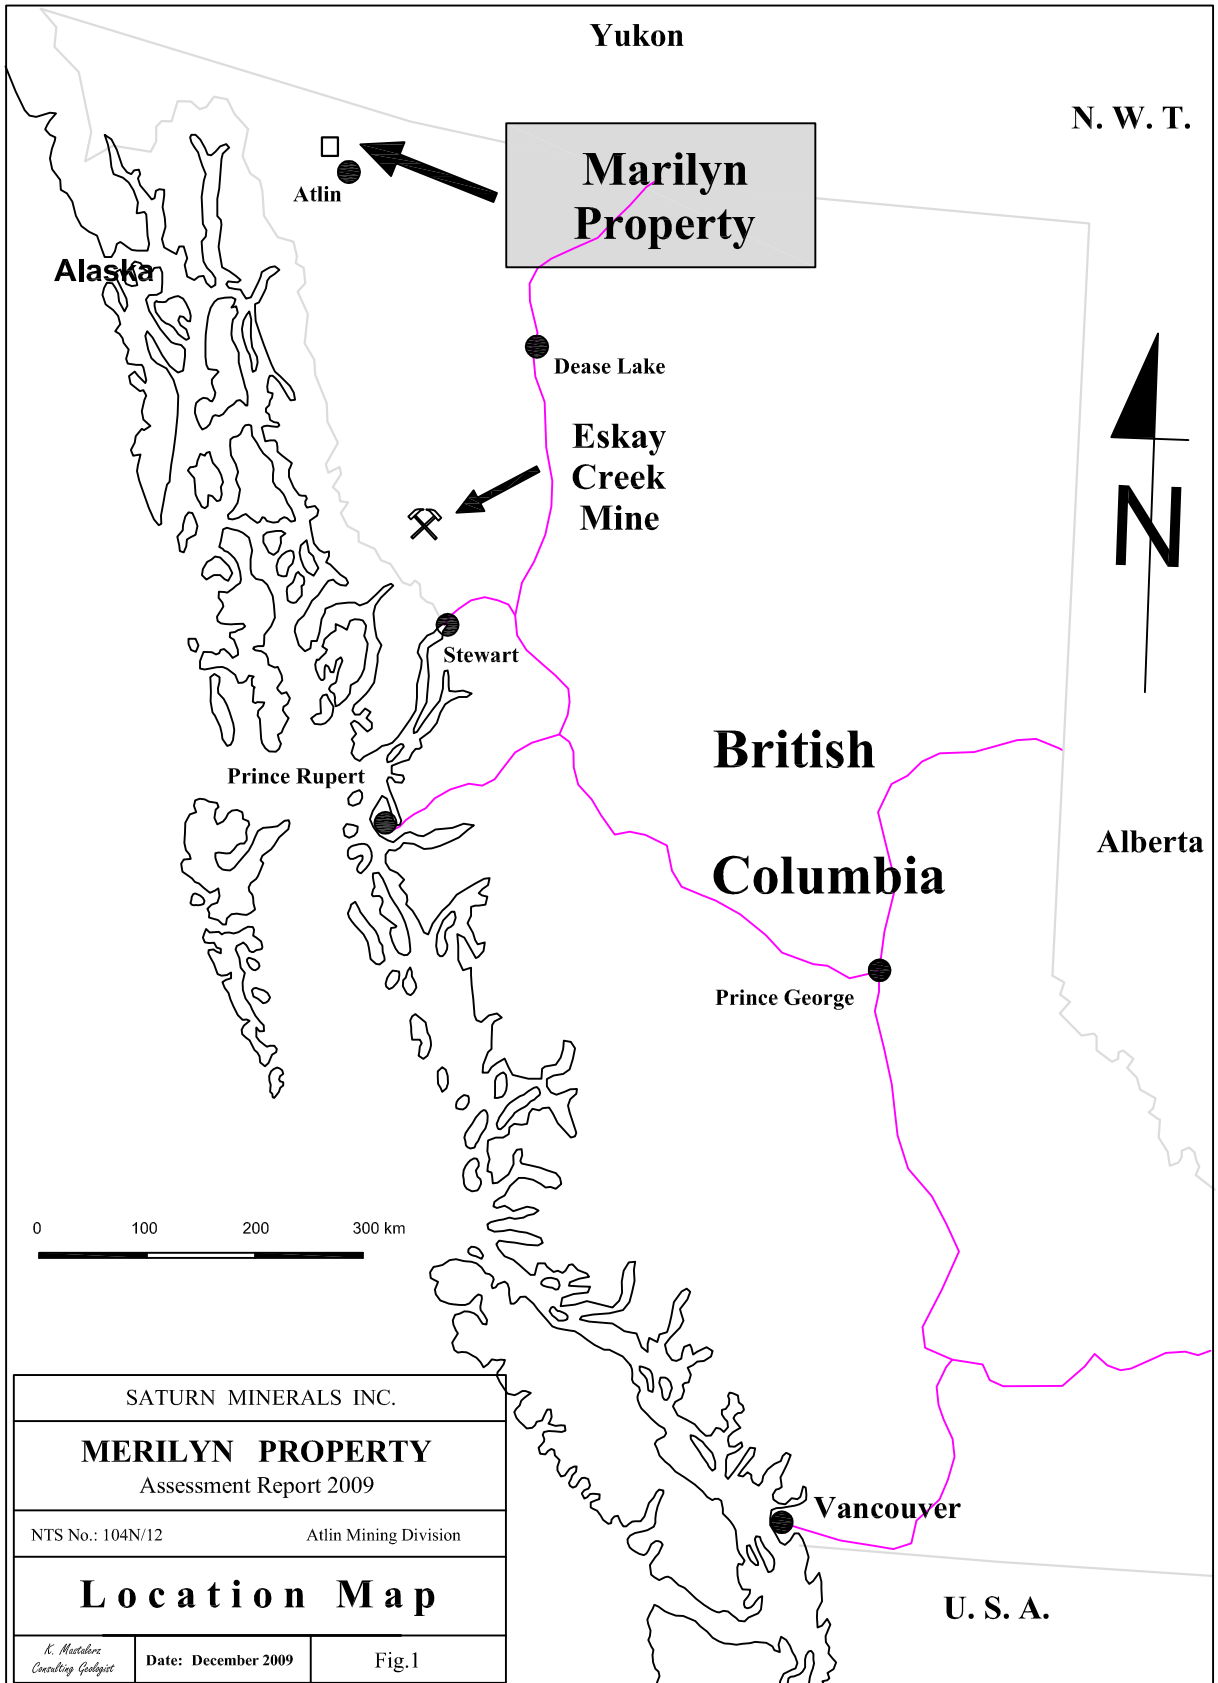 Yukon
N. W. T.
Marilyn
Property
Atlin
Alaska
Dease Lake
Eskay
Creek
Mine
N
Stewart
British
Prince Rupert
Alberta
Columbia
Prince George
0 100 200 300 km
SATURN MINERALS INC.
MERILYN PROPERTY
Assessment Report 2009
Vancouver
NTS No.: 104N/12 Atlin Mining Division
Location Map
U. S. A.
K. Mastalerz
Consulting Geologist
Date: December 2009
Fig.1